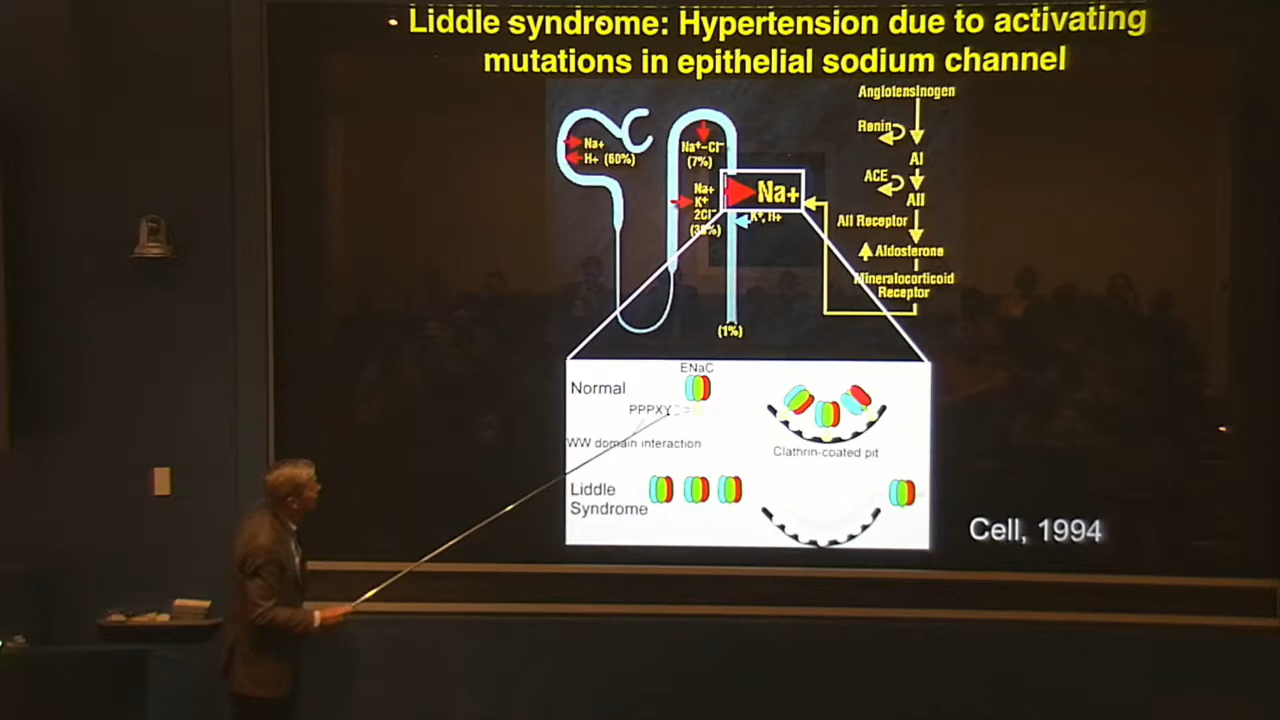 Liddle syndrome: Hypertension due to activating
mutations in epithelial sodium channel
Na+
H+ (60%)
Na+-Cl-
(7%)
Na+
K+
2Cl-
(1%)
Na+
K+, H+
Angiotensinogen
Renin
AI
ACE
AII
AII Receptor
Aldosterone
Mineralocorticoid
Receptor
Normal
ENaC
PPPXY
WW domain interaction
Clathrin-coated pit
Liddle
Syndrome
Cell, 1994